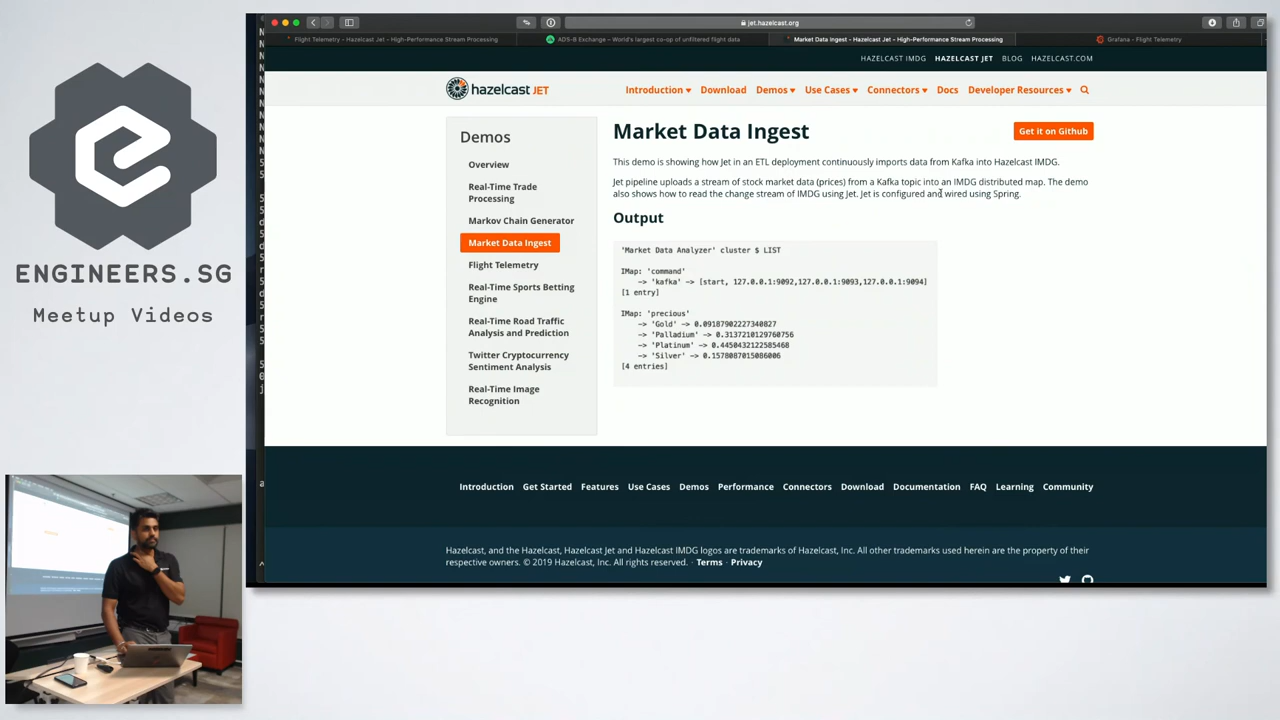 ENGINEERS.SG
Meetup Videos
jet.hazelcast.org
Flight Telemetry - Hazelcast Jet - High-Performance Stream Processing
ADS-B Exchange – World's largest co-op of unfiltered flight data
Market Data Ingest - Hazelcast Jet - High-Performance Stream Processing
Grafana - Flight Telemetry
HAZELCAST IMDG HAZELCAST JET BLOG HAZELCAST.COM
hazelcast JET
Introduction Download Demos Use Cases Connectors Docs Developer Resources
Demos
Overview
Real-Time Trade
Processing
Markov Chain Generator
Market Data Ingest
Flight Telemetry
Real-Time Sports Betting
Engine
Real-Time Road Traffic
Analysis and Prediction
Twitter Cryptocurrency
Sentiment Analysis
Real-Time Image
Recognition
Market Data Ingest
Get it on Github
This demo is showing how Jet in an ETL deployment continuously imports data from Kafka into Hazelcast IMDG.
Jet pipeline uploads a stream of stock market data (prices) from a Kafka topic into an IMDG distributed map. The demo
also shows how to read the change stream of IMDG using Jet. Jet is configured and wired using Spring.
Output
'Market Data Analyzer' cluster $ LIST
IMap: 'command'
-> 'kafka' -> [start, 127.0.0.1:9092,127.0.0.1:9093,127.0.0.1:9094]
[1 entry]
IMap: 'precious'
-> 'Gold' -> 0.09187902227340827
-> 'Palladium' -> 0.3137210129760756
-> 'Platinum' -> 0.4450432122585468
-> 'Silver' -> 0.1578087015086006
[4 entries]
Introduction Get Started Features Use Cases Demos Performance Connectors Download Documentation FAQ Learning Community
Hazelcast, and the Hazelcast, Hazelcast Jet and Hazelcast IMDG logos are trademarks of Hazelcast, Inc. All other trademarks used herein are the property of their
respective owners. © 2019 Hazelcast, Inc. All rights reserved. · Terms · Privacy